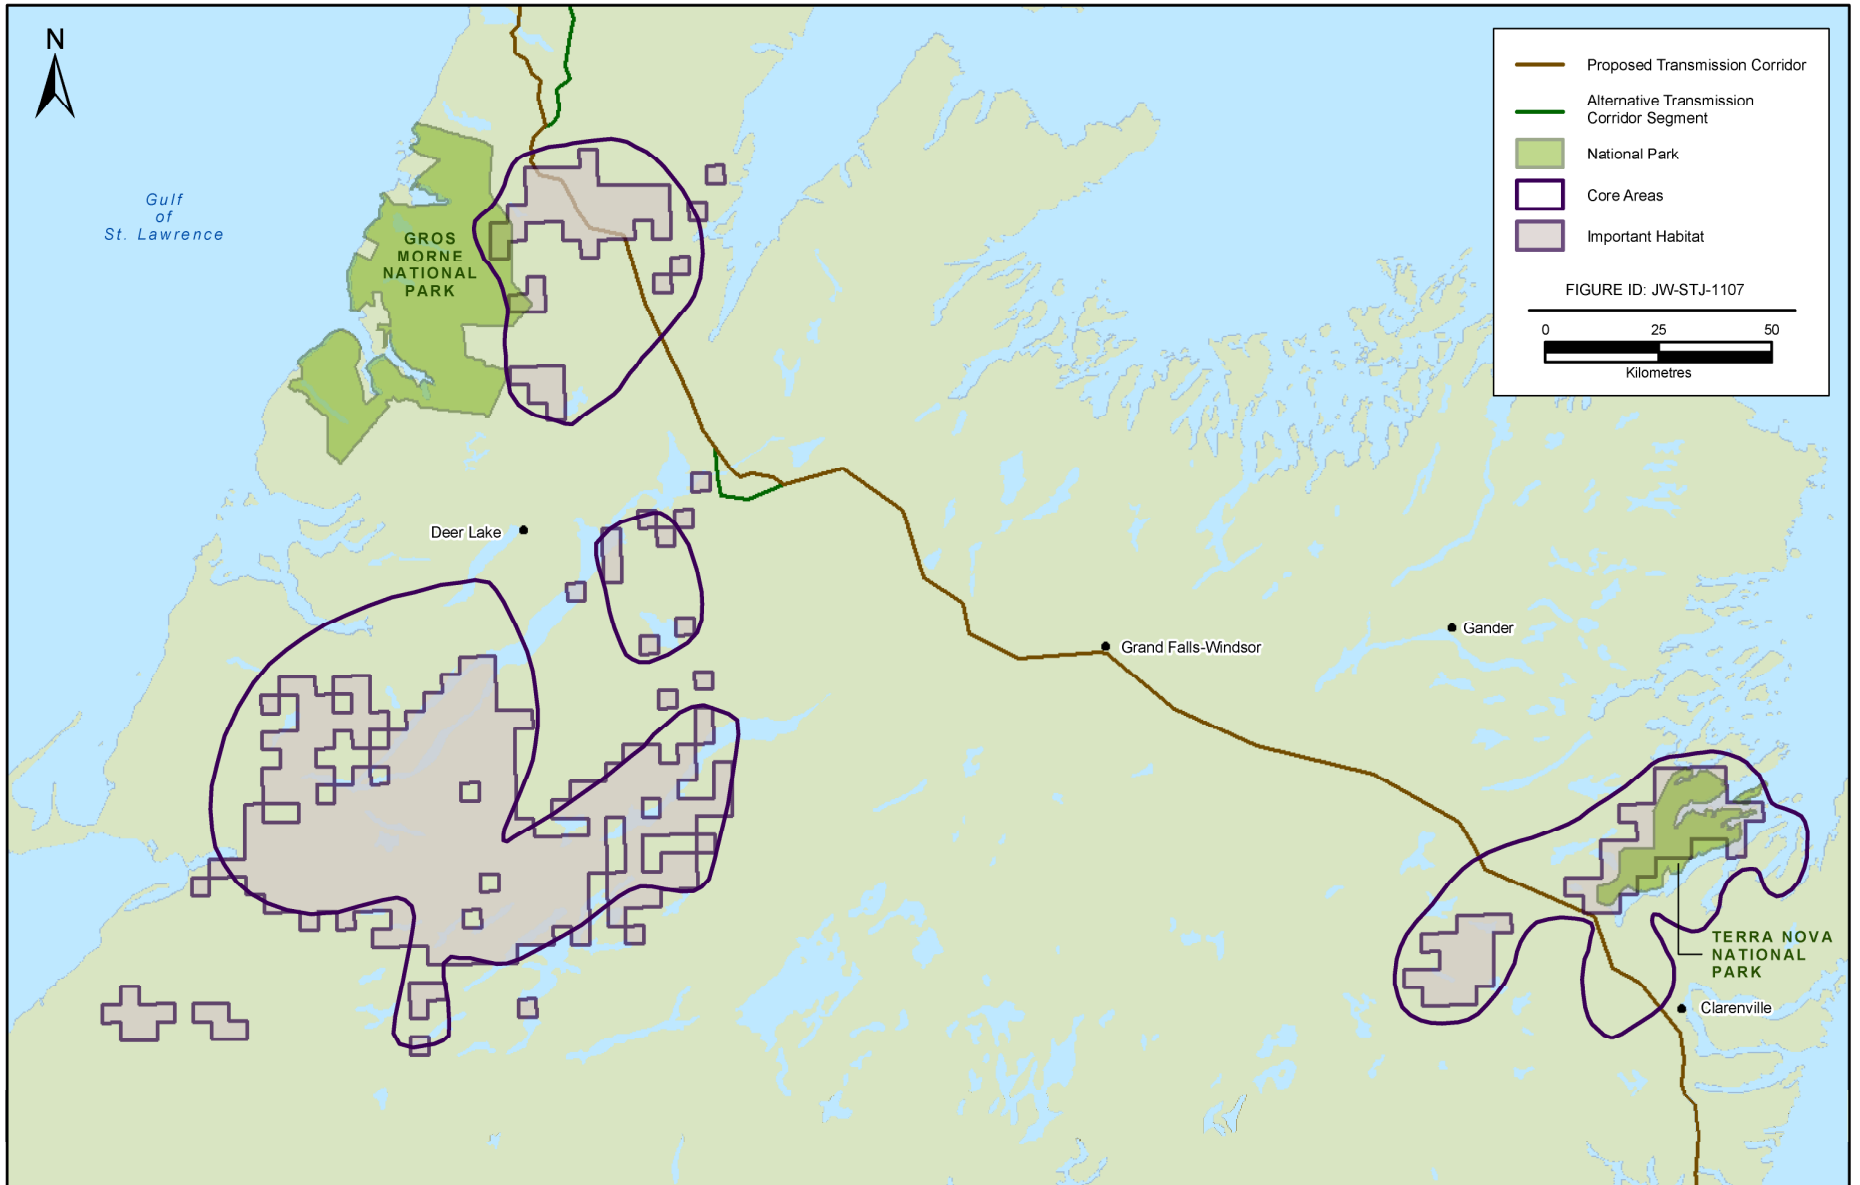 N
Gulf
of
St. Lawrence
GROS
MORNE
NATIONAL
PARK
Deer Lake
Grand Falls-Windsor
Gander
TERRA NOVA
NATIONAL
PARK
Clarenville
Proposed Transmission Corridor
Alternative Transmission
Corridor Segment
National Park
Core Areas
Important Habitat
FIGURE ID: JW-STJ-1107
0 25 50
Kilometres